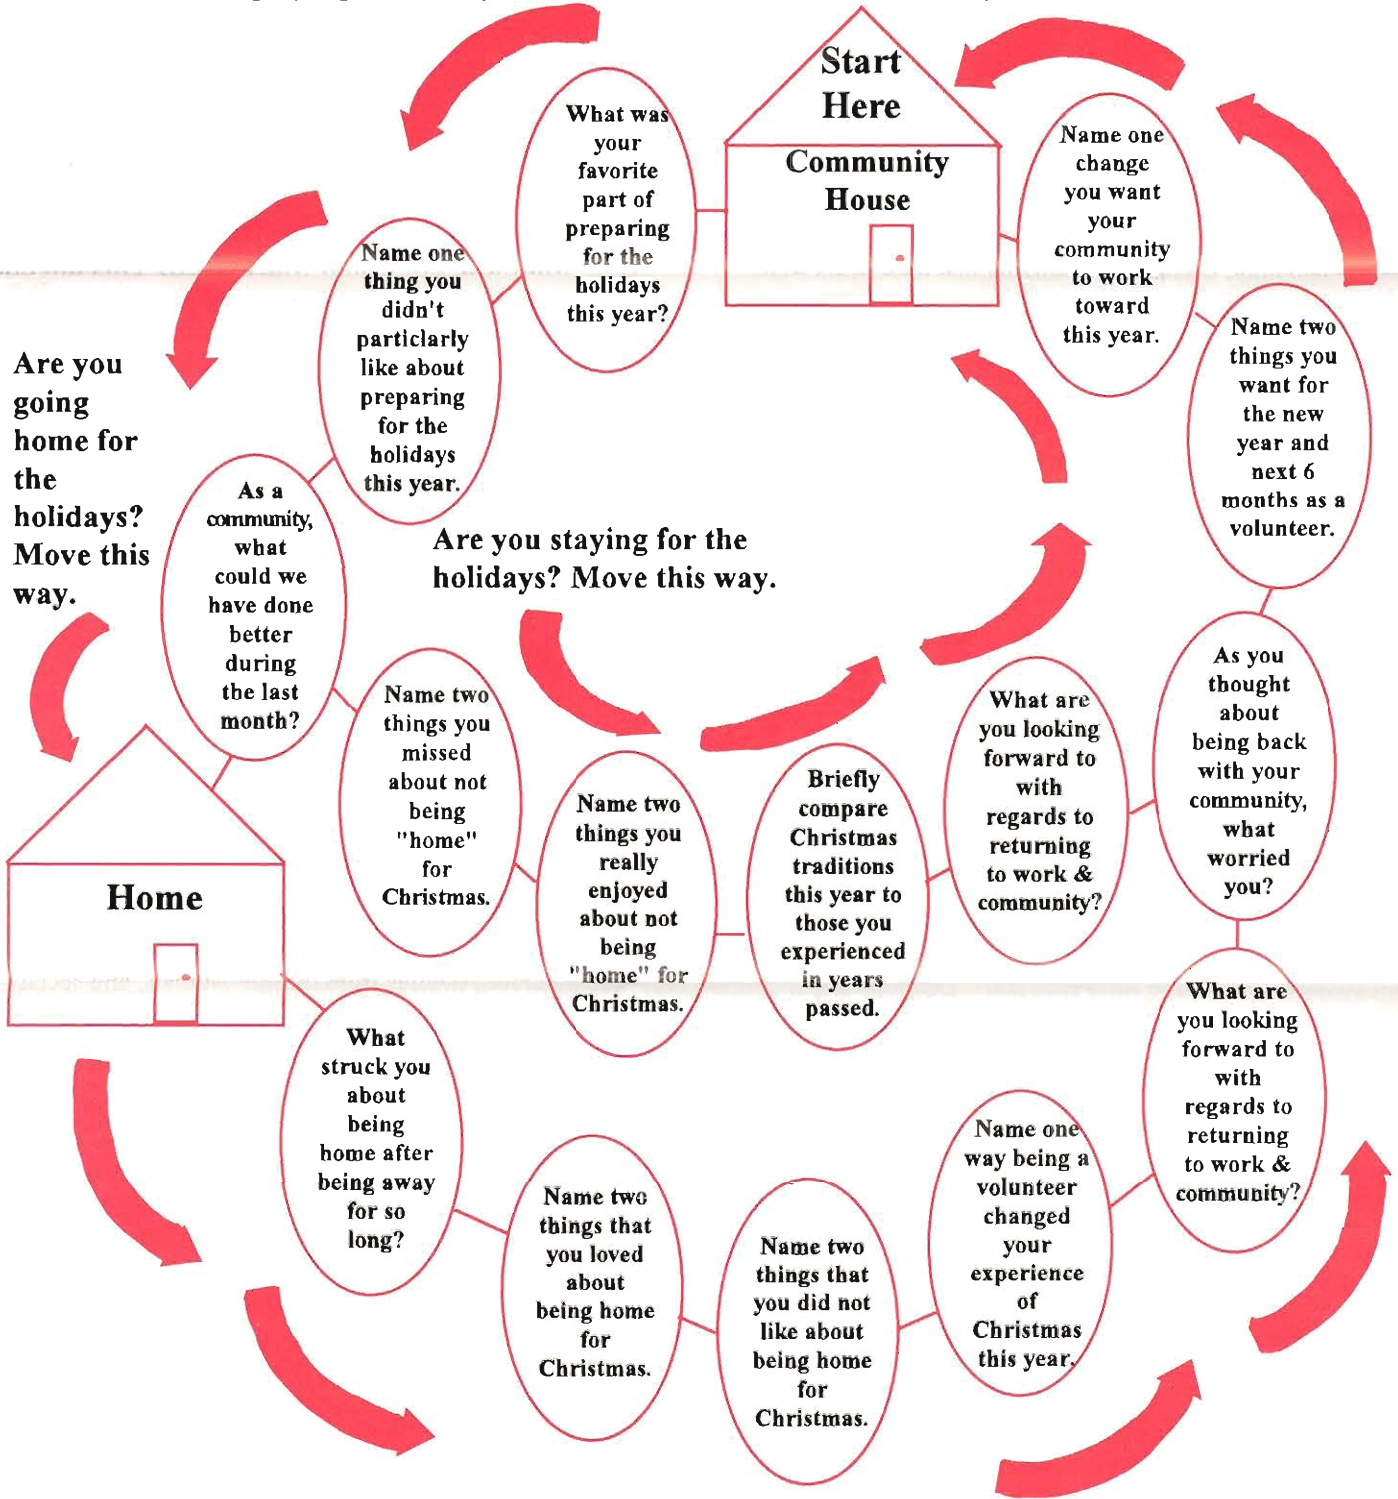 Start
Here
Community
House
What was
your
favorite
part of
preparing
for the
holidays
this year?
Name one
thing you
didn't
particlarly
like about
preparing
for the
holidays
this year.
As a
community,
what
could we
have done
better
during
the last
month?
Are you
going
home for
the
holidays?
Move this
way.
Are you staying for the
holidays? Move this way.
Name two
things you
missed
about not
being
"home"
for
Christmas.
Name two
things you
really
enjoyed
about not
being
"home" for
Christmas.
Briefly
compare
Christmas
traditions
this year to
those you
experienced
in years
passed.
What are
you looking
forward to
with
regards to
returning
to work &
community?
Home
What
struck you
about
being
home after
being away
for so
long?
Name two
things that
you loved
about
being home
for
Christmas.
Name two
things that
you did not
like about
being home
for
Christmas.
Name one
way being a
volunteer
changed
your
experience
of
Christmas
this year.
What are
you looking
forward to
with
regards to
returning
to work &
community?
As you
thought
about
being back
with your
community,
what
worried
you?
Name two
things you
want for
the new
year and
next 6
months as a
volunteer.
Name one
change
you want
your
community
to work
toward
this year.